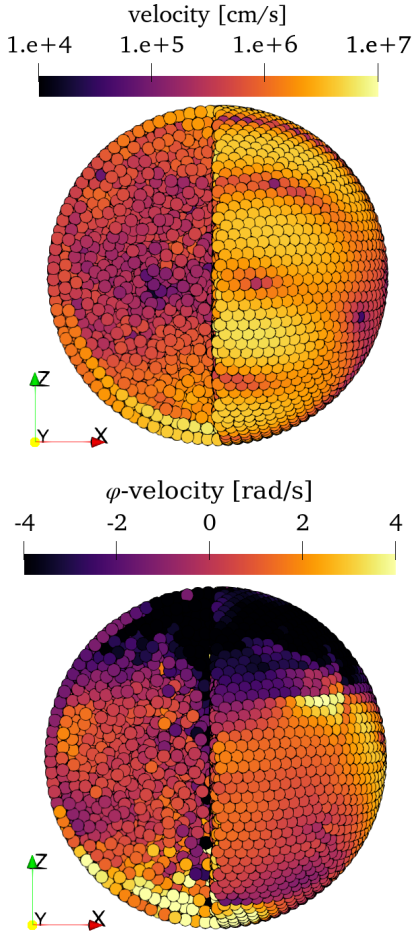 velocity [cm/s]
1.e+4 1.e+5 1.e+6 1.e+7
Z
Y X
φ-velocity [rad/s]
-4 -2 0 2 4
Z
Y X